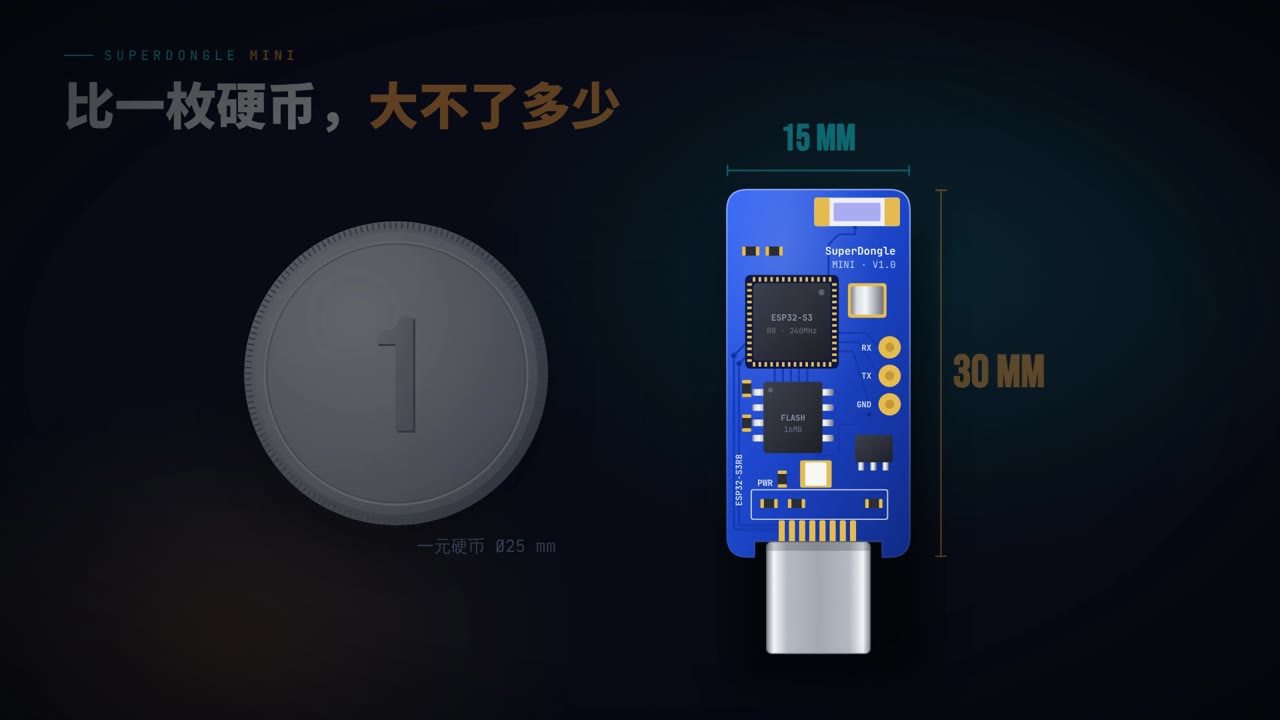 SUPERDONGLE MINI
比一枚硬币，大不了多少
15 MM
SuperDongle
MINI · V1.0
ESP32-S3
R8 · 240MHz
RX
TX
GND
30 MM
1
FLASH
16MB
ESP32-S3R8
PWR
一元硬币 Ø25 mm